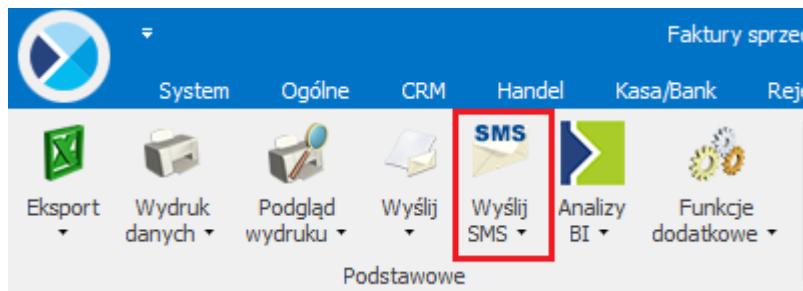 Faktury sprze
System Ogólne CRM Handel Kasa/Bank Reje
SMS
Eksport Wydruk danych Podgląd wydruku Wyślij Wyślij SMS Analizy BI Funkcje dodatkowe
Podstawowe